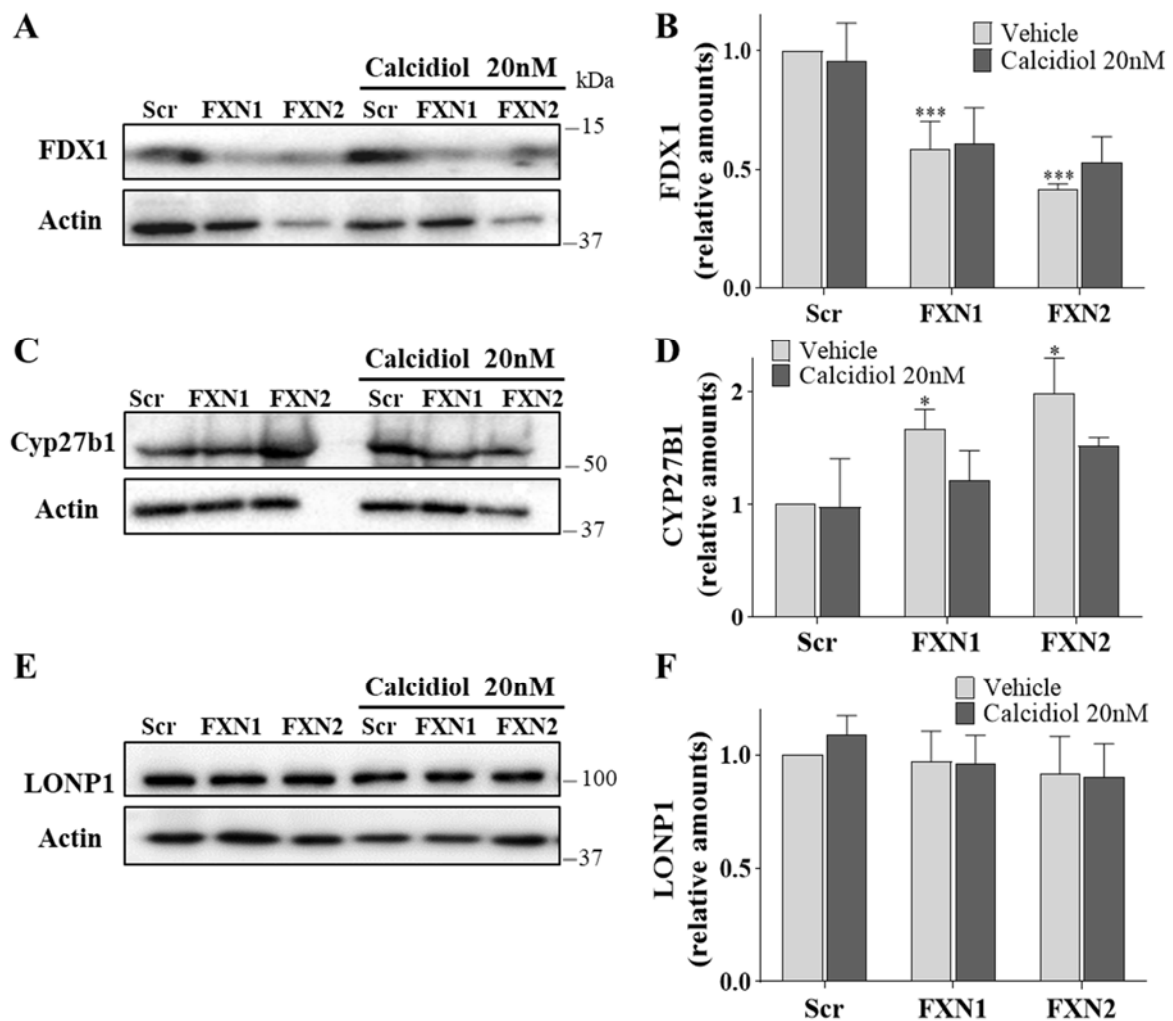 A
Calcidiol 20nM
kDa
Scr FXN1 FXN2 Scr FXN1 FXN2
FDX1
–15
Actin
–37
B
Vehicle
Calcidiol 20nM
FDX1
(relative amounts)
1.0
0.5
0.0
***
***
Scr FXN1 FXN2
C
Calcidiol 20nM
Scr FXN1 FXN2 Scr FXN1 FXN2
Cyp27b1
–50
Actin
–37
D
Vehicle
Calcidiol 20nM
CYP27B1
(relative amounts)
2
1
0
*
*
Scr FXN1 FXN2
E
Calcidiol 20nM
Scr FXN1 FXN2 Scr FXN1 FXN2
LONP1
–100
Actin
–37
F
Vehicle
Calcidiol 20nM
LONP1
(relative amounts)
1.0
0.5
0.0
Scr FXN1 FXN2